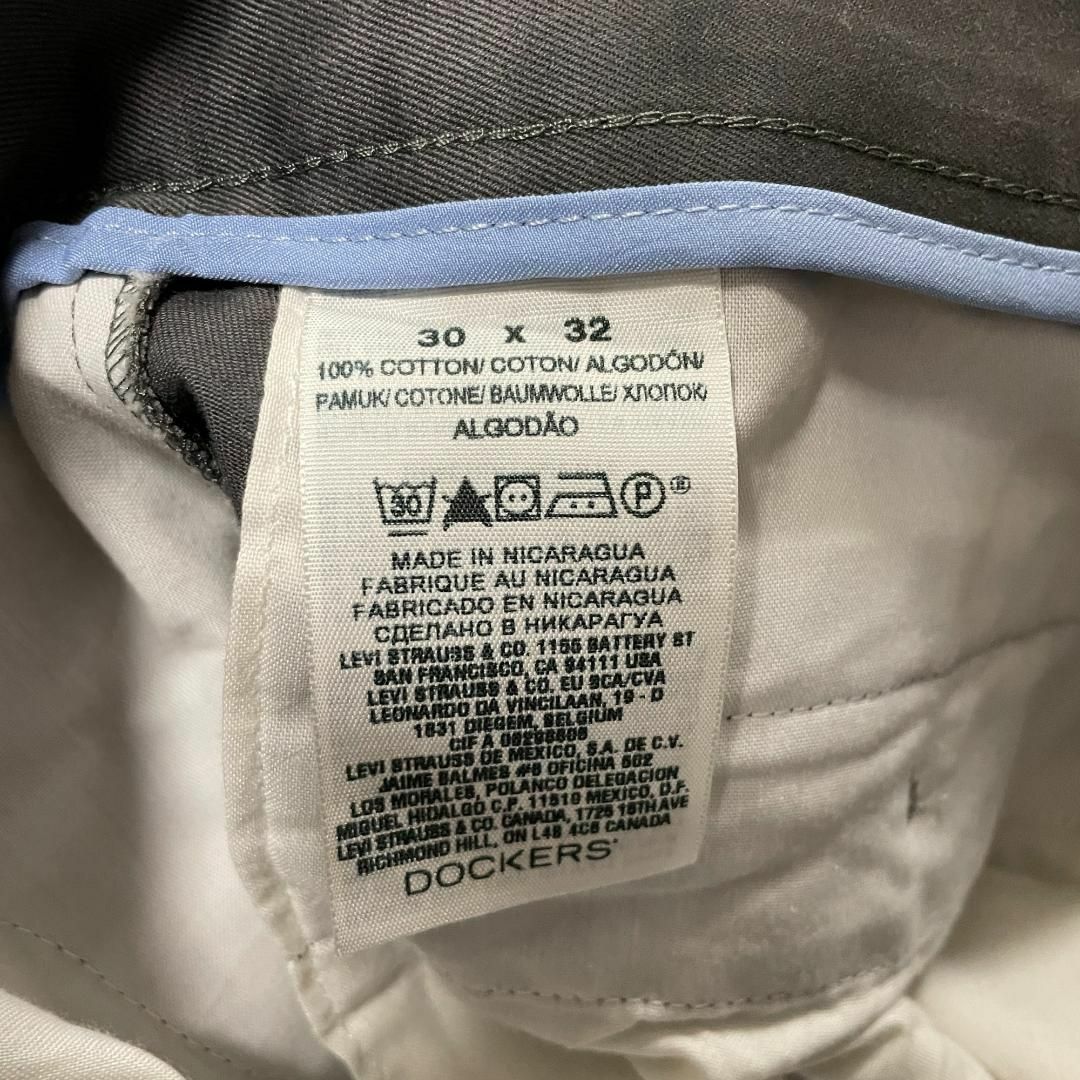 30 X 32
100% COTTON/ COTON/ ALGODÓN/
PAMUK/ COTONE/ BAUMWOLLE/ ХЛОПОК/
ALGODÃO
30 P ®
MADE IN NICARAGUA
FABRIQUE AU NICARAGUA
FABRICADO EN NICARAGUA
СДЕЛАНО В НИКАРАГУА
LEVI STRAUSS & CO. 1155 BATTERY ST
SAN FRANCISCO, CA 94111 USA
LEVI STRAUSS & CO. EU SCA/CVA
LEONARDO DA VINCILAAN, 19 - D
1831 DIEGEM, BELGIUM
CIF A
LEVI STRAUSS DE MEXICO, S.A. DE C.V.
JAIME BALMES #8 OFICINA 602
LOS MORALES, POLANCO DELEGACION
MIGUEL HIDALGO C.P. 11510 MEXICO, D.F.
LEVI STRAUSS & CO. CANADA, 1725 16TH AVE
RICHMOND HILL, ON L4B 4C6 CANADA
DOCKERS